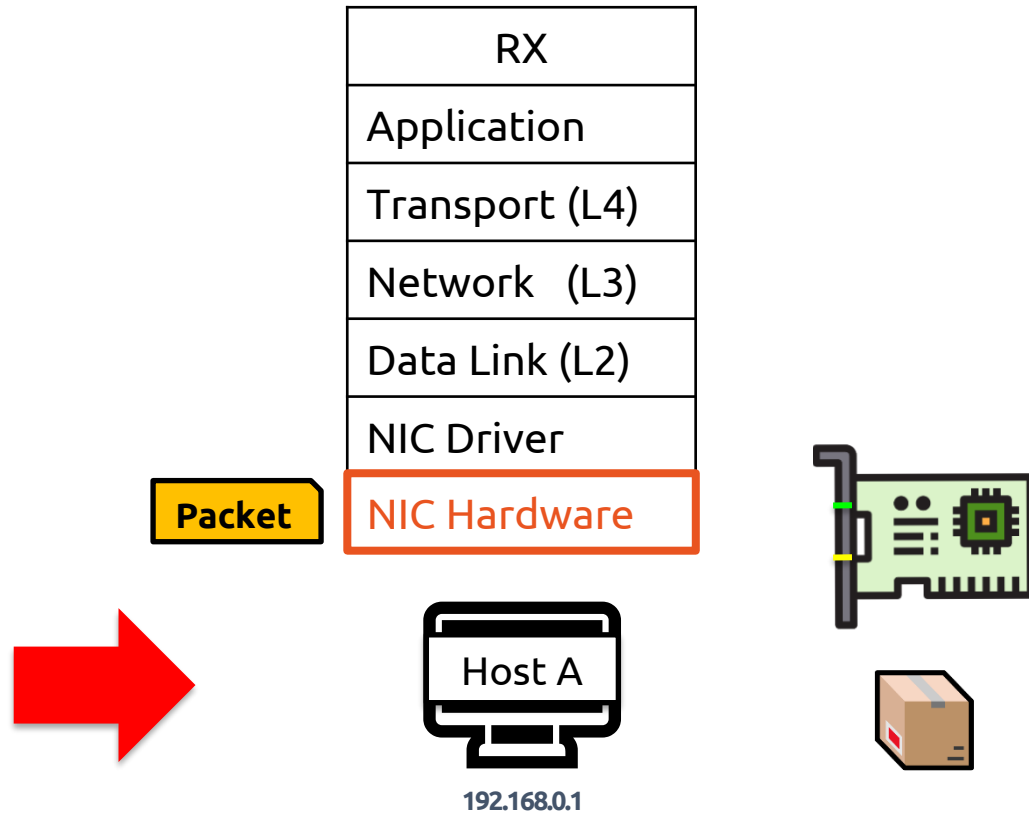 RX
Application
Transport (L4)
Network (L3)
Data Link (L2)
NIC Driver
Packet
NIC Hardware
Host A
192.168.0.1